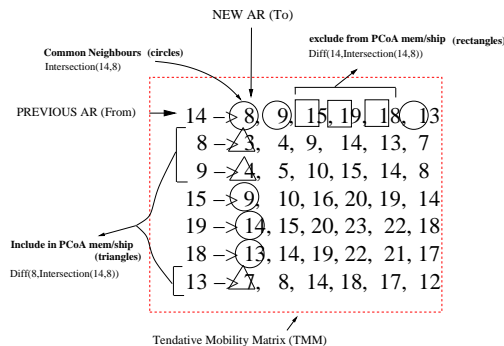 NEW AR (To)
exclude from PCoA mem/ship (rectangles)
Diff(14,Intersection(14,8))
Common Neighbours (circles)
Intersection(14,8)
PREVIOUS AR (From)
14 -> 8, 9, 15, 19, 18, 13
8 -> 3, 4, 9, 14, 13, 7
9 -> 4, 5, 10, 15, 14, 8
15 -> 9, 10, 16, 20, 19, 14
19 -> 14, 15, 20, 23, 22, 18
18 -> 13, 14, 19, 22, 21, 17
13 -> 7, 8, 14, 18, 17, 12
Include in PCoA mem/ship
(triangles)
Diff(8,Intersection(14,8))
Tendative Mobility Matrix (TMM)